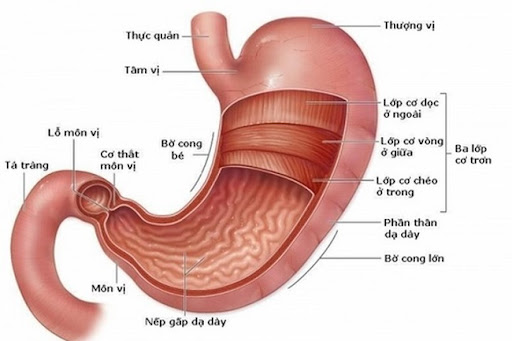 Thực quản
Thượng vị
Tâm vị
Lỗ môn vị
Cơ thắt
môn vị
Bờ cong
bé
Tá tràng
Lớp cơ dọc
ở ngoài
Lớp cơ vòng
ở giữa
Ba lớp
cơ trơn
Lớp cơ chéo
ở trong
Phần thân
dạ dày
Bờ cong lớn
Môn vị
Nếp gấp dạ dày